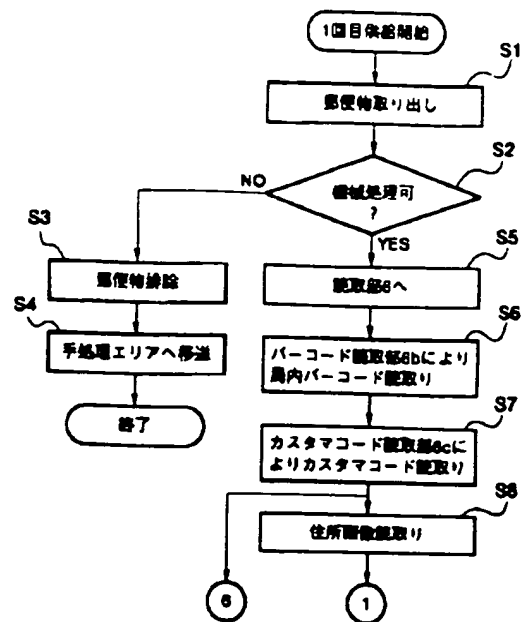 1回目供給開始
S1
郵便物取り出し
S2
機械処理可
?
NO
YES
S3
郵便物排除
S5
読取部6へ
S4
手処理エリアへ移送
S6
バーコード読取部6bにより
局内バーコード読取り
終了
S7
カスタマコード読取部6cに
よりカスタマコード読取り
S8
住所画像読取り
6
1